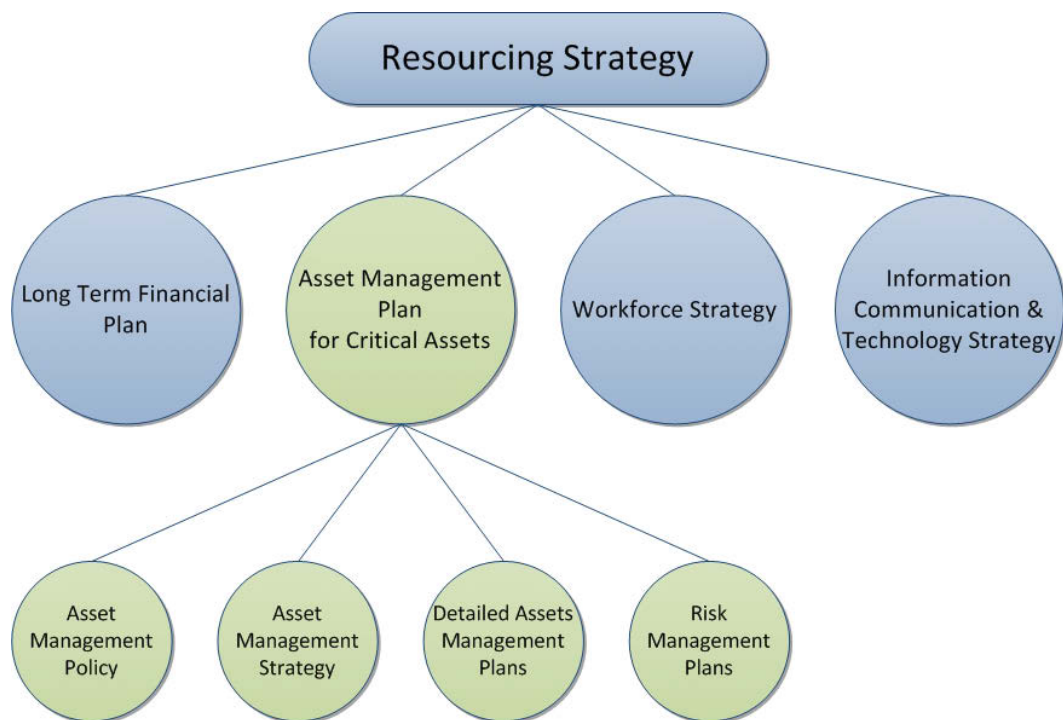 Resourcing Strategy
Long Term Financial
Plan
Asset Management
Plan
for Critical Assets
Workforce Strategy
Information
Communication &
Technology Strategy
Asset
Management
Policy
Asset
Management
Strategy
Detailed Assets
Management
Plans
Risk
Management
Plans